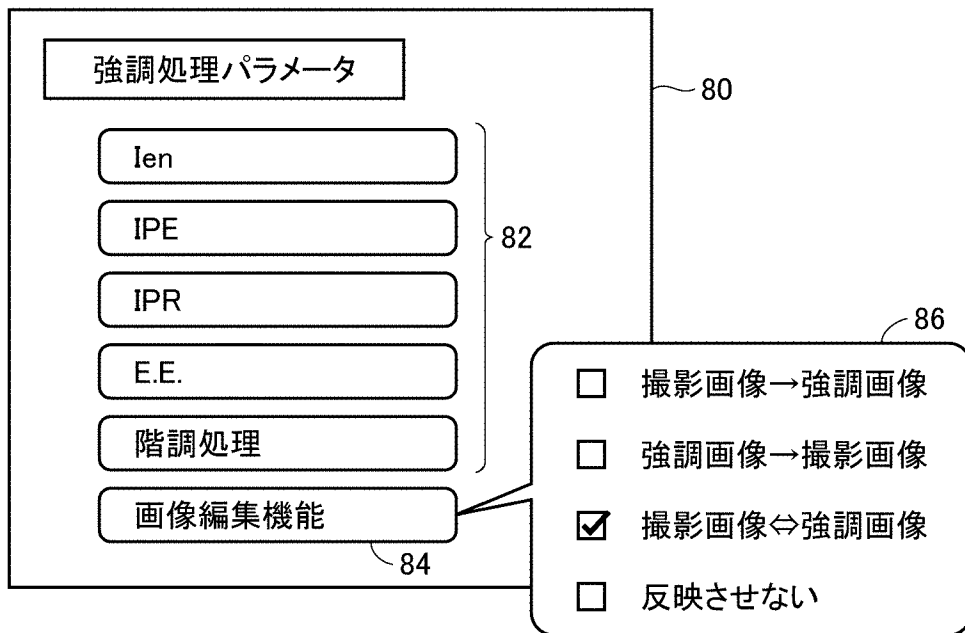 強調処理パラメータ
80
Ien
IPE
IPR
E.E.
階調処理
82
画像編集機能
84
86
撮影画像→強調画像
強調画像→撮影画像
撮影画像⇔強調画像
反映させない